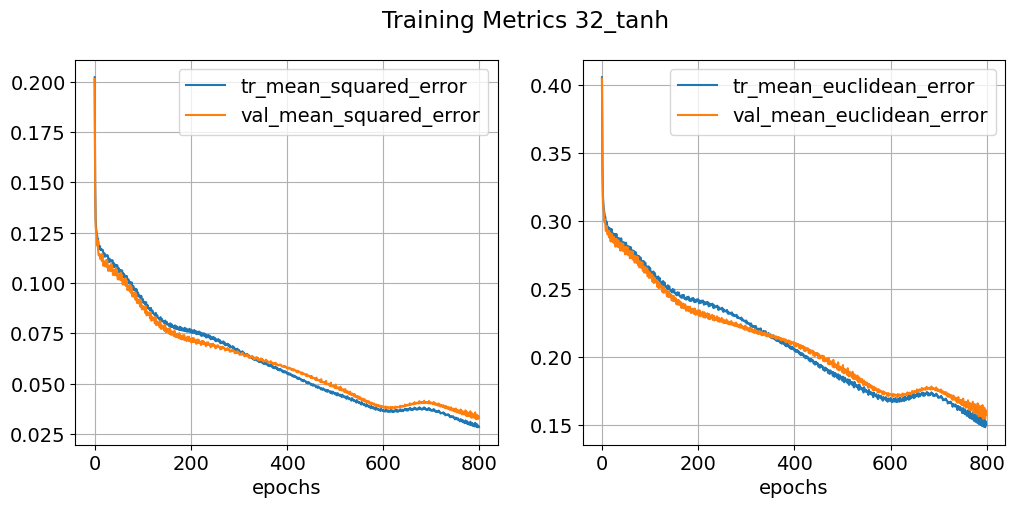 Training Metrics 32_tanh
tr_mean_squared_error
val_mean_squared_error
0.200
0.175
0.150
0.125
0.100
0.075
0.050
0.025
0 200 400 600 800
epochs
tr_mean_euclidean_error
val_mean_euclidean_error
0.40
0.35
0.30
0.25
0.20
0.15
0 200 400 600 800
epochs